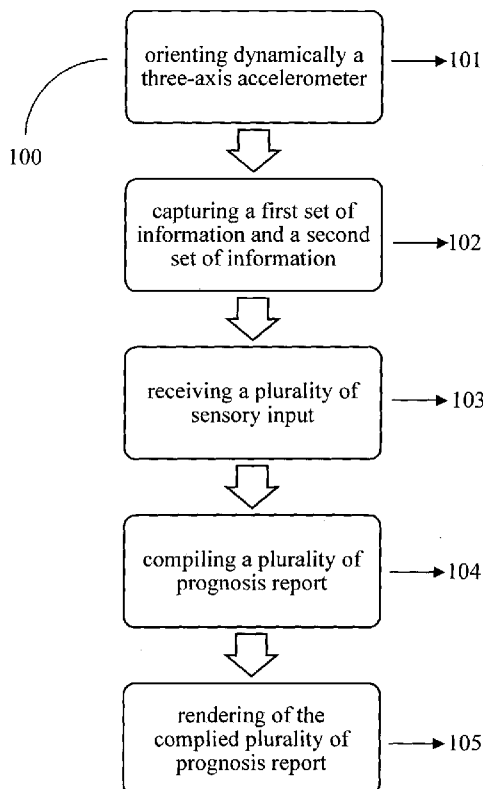 orienting dynamically a
three-axis accelerometer
101
100
capturing a first set of
information and a second
set of information
102
receiving a plurality of
sensory input
103
compiling a plurality of
prognosis report
104
rendering of the
complied plurality of
prognosis report
105